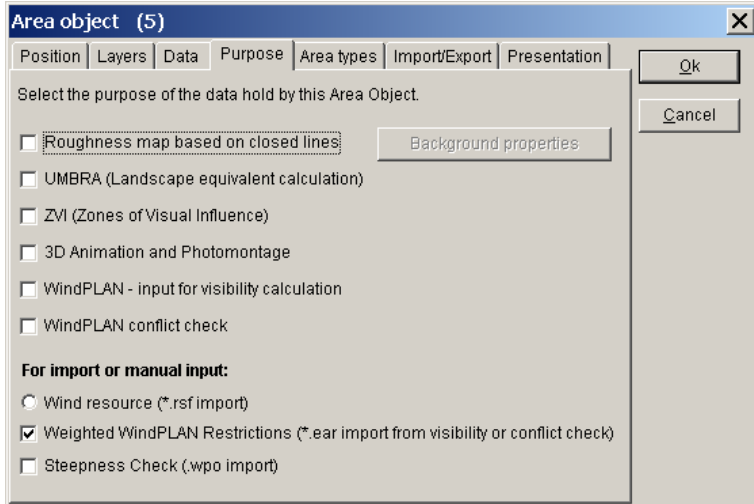 Area object (5)
Position Layers Data Purpose Area types Import/Export Presentation
Ok
Select the purpose of the data hold by this Area Object.
Cancel
Roughness map based on closed lines Background properties
UMBRA (Landscape equivalent calculation)
ZVI (Zones of Visual Influence)
3D Animation and Photomontage
WindPLAN - input for visibility calculation
WindPLAN conflict check
For import or manual input:
Wind resource (*.rsf import)
Weighted WindPLAN Restrictions (*.ear import from visibility or conflict check)
Steepness Check (.wpo import)